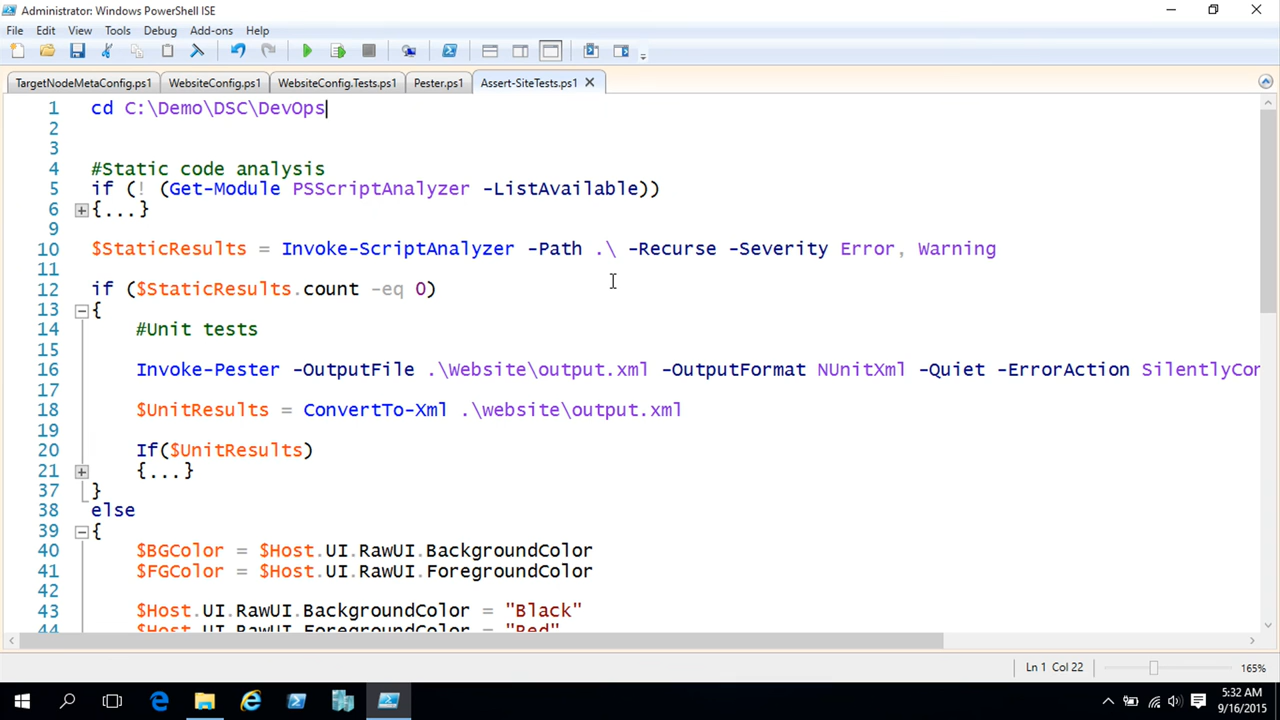 Administrator: Windows PowerShell ISE
File Edit View Tools Debug Add-ons Help
TargetNodeMetaConfig.ps1 WebsiteConfig.ps1 WebsiteConfig.Tests.ps1 Pester.ps1 Assert-SiteTests.ps1
1 cd C:\Demo\DSC\DevOps
2
3
4 #Static code analysis
5 if (! (Get-Module PSScriptAnalyzer -ListAvailable))
6 {...}
9
10 $StaticResults = Invoke-ScriptAnalyzer -Path .\ -Recurse -Severity Error, Warning
11
12 if ($StaticResults.count -eq 0)
13 {
14 #Unit tests
15
16 Invoke-Pester -OutputFile .\Website\output.xml -OutputFormat NUnitXml -Quiet -ErrorAction SilentlyCon
17
18 $UnitResults = ConvertTo-Xml .\website\output.xml
19
20 If($UnitResults)
21 {...}
37 }
38 else
39 {
40 $BGColor = $Host.UI.RawUI.BackgroundColor
41 $FGColor = $Host.UI.RawUI.ForegroundColor
42
43 $Host.UI.RawUI.BackgroundColor = "Black"
44 $Host.UI.RawUI.ForegroundColor = "Red"
Ln 1 Col 22 165%
5:32 AM
9/16/2015